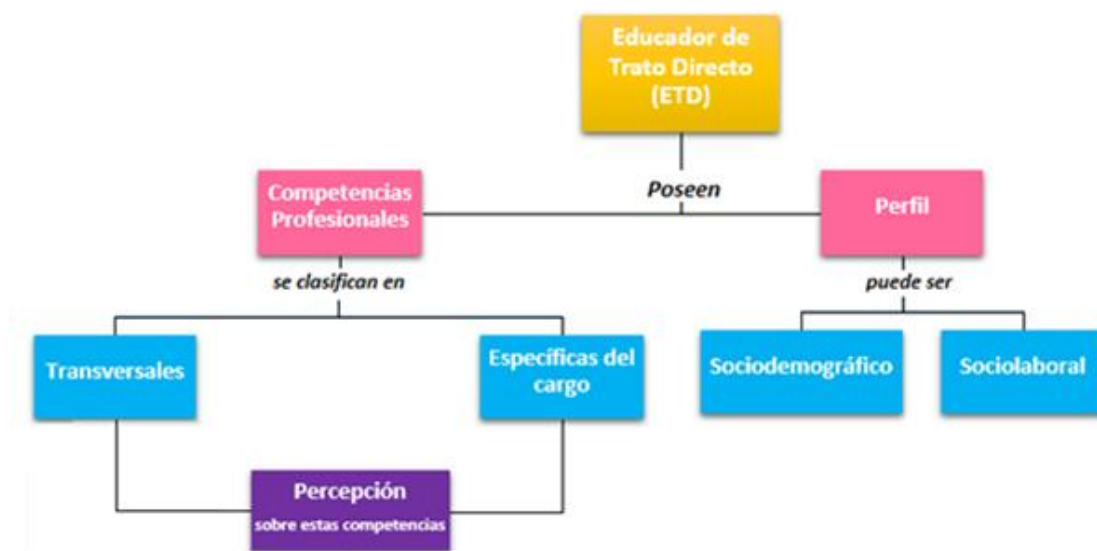 Educador de
Trato Directo
(ETD)
Poseen
Competencias
Profesionales
Perfil
se clasifican en
puede ser
Transversales
Específicas del
cargo
Sociodemográfico
Sociolaboral
Percepción
sobre estas competencias